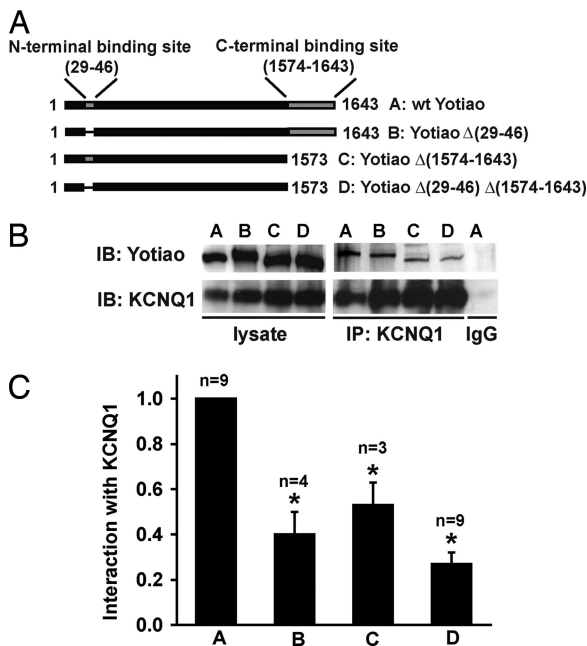 A
N-terminal binding site
(29-46)
C-terminal binding site
(1574-1643)
1 1643 A: wt Yotiao
1 1643 B: Yotiao Δ(29-46)
1 1573 C: Yotiao Δ(1574-1643)
1 1573 D: Yotiao Δ(29-46) Δ(1574-1643)
B
A B C D A B C D A
IB: Yotiao
IB: KCNQ1
lysate IP: KCNQ1 IgG
C
Interaction with KCNQ1
1.0
0.8
0.6
0.4
0.2
0.0
n=9
n=4
*
n=3
*
n=9
*
A B C D